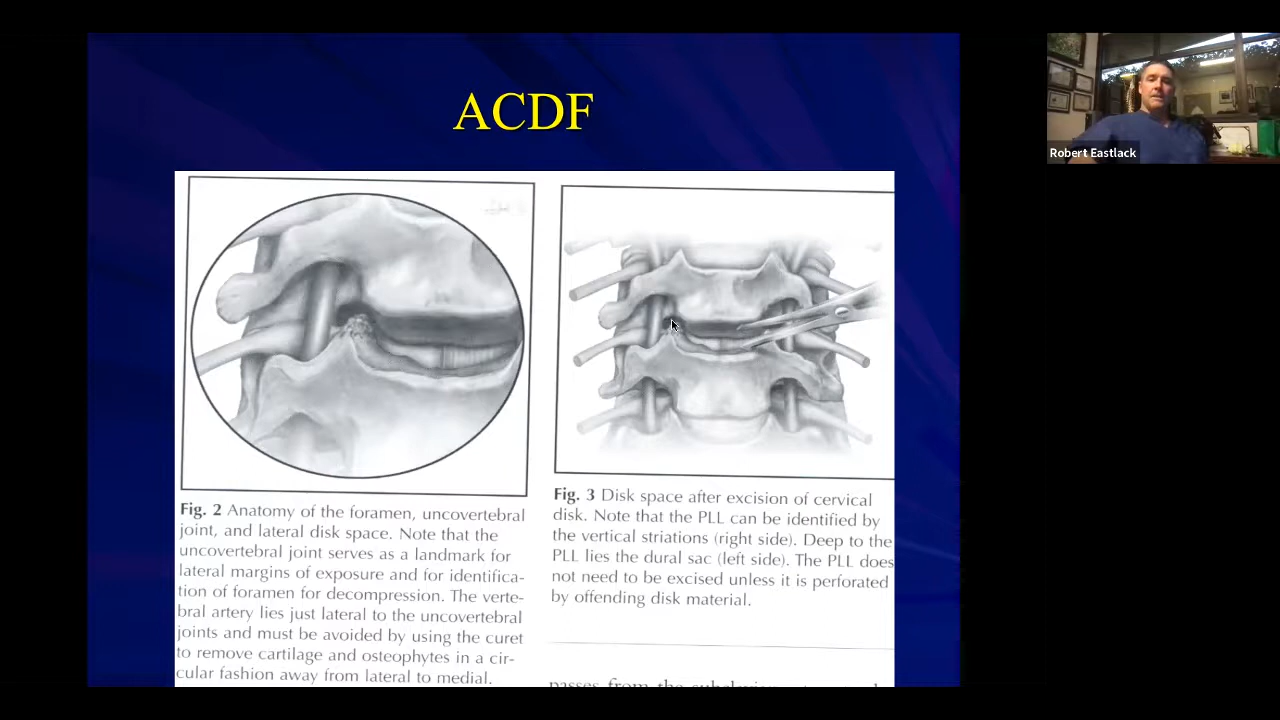 ACDF
Robert Eastlack
Fig. 2 Anatomy of the foramen, uncovertebral
joint, and lateral disk space. Note that the
uncovertebral joint serves as a landmark for
lateral margins of exposure and for identifica-
tion of foramen for decompression. The verte-
bral artery lies just lateral to the uncovertebral
joints and must be avoided by using the curet
to remove cartilage and osteophytes in a cir-
cular fashion away from lateral to medial.
Fig. 3 Disk space after excision of cervical
disk. Note that the PLL can be identified by
the vertical striations (right side). Deep to the
PLL lies the dural sac (left side). The PLL does
not need to be excised unless it is perforated
by offending disk material.
passes from the